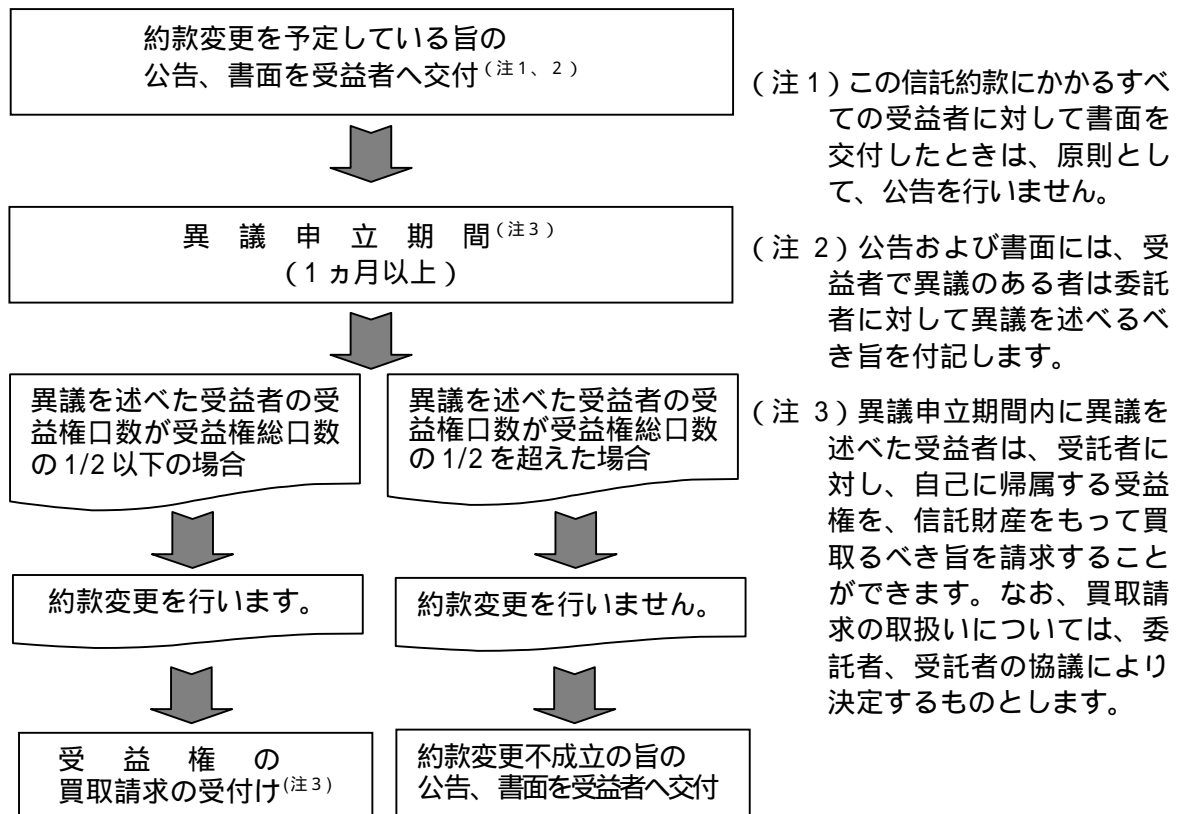 約款変更を予定している旨の
公告、書面を受益者へ交付(注1、2)
異議申立期間(注3)
(1ヵ月以上)
異議を述べた受益者の受
益権口数が受益権総口数
の1/2以下の場合
異議を述べた受益者の受
益権口数が受益権総口数
の1/2を超えた場合
約款変更を行います。
約款変更を行いません。
受益権の
買取請求の受付け(注3)
約款変更不成立の旨の
公告、書面を受益者へ交付
(注1)この信託約款にかかるすべ
ての受益者に対して書面を
交付したときは、原則とし
て、公告を行いません。
(注2)公告および書面には、受
益者で異議のある者は委託
者に対して異議を述べるべ
き旨を付記します。
(注3)異議申立期間内に異議を
述べた受益者は、受託者に
対し、自己に帰属する受益
権を、信託財産をもって買
取るべき旨を請求すること
ができます。なお、買取請
求の取扱いについては、委
託者、受託者の協議により
決定するものとします。